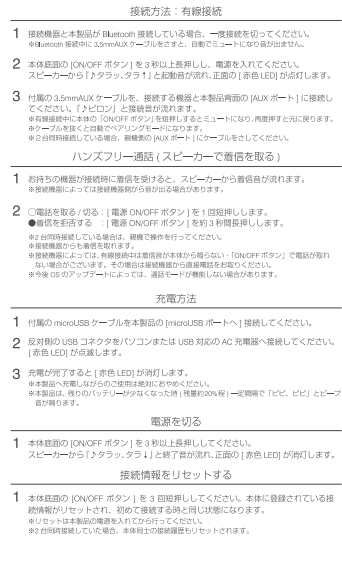 接続方法：有線接続
1 接続機器と本製品が Bluetooth 接続している場合、一度接続を切ってください。
※Bluetooth 接続中に 3.5mmAUX ケーブルをさすと、自動でミュートになり音が出ません。
2 本体底面の [ON/OFF ボタン ] を 3 秒以上長押しし、電源を入れてください。
スピーカーから「♪タラッ、タラ↑」と起動音が流れ、正面の [ 赤色 LED] が点灯します。
3 付属の 3.5mmAUX ケーブルを、接続する機器と本製品背面の [AUX ポート ] に接続し
てください。「♪ピロン」と接続音が流れます。
※有線接続中に本体の「ON/OFF ボタン」を短押しするとミュートになり、再度押すと元に戻ります。
※ケーブルを抜くと自動でペアリングモードになります。
※２台同時接続している場合、親機側の [AUX ポート ] にケーブルをさしてください。
ハンズフリー通話 ( スピーカーで着信を取る )
1 お持ちの機器が接続時に着信を受けると、スピーカーから着信音が流れます。
※接続機器によっては接続機器側から音が出る場合があります。
2 ○電話を取る / 切る：[ 電源 ON/OFF ボタン ] を 1 回短押しします。
●着信を拒否する ：[ 電源 ON/OFF ボタン ] を約 3 秒間長押しします。
※2 台同時接続している場合は、親機で操作を行ってください。
※接続機器からも着信を取れます。
※接続機器によっては、有線接続中は着信音が本体から鳴らない・「ON/OFF ボタン」で電話が取れ
ない場合がございます。その場合は接続機器から直接電話をお取りください。
※今後 OS のアップデートによっては、通話モードが機能しない場合があります。
充電方法
1 付属の microUSB ケーブルを本製品の [microUSB ポートへ ] 接続してください。
2 反対側の USB コネクタをパソコンまたは USB 対応の AC 充電器へ接続してください。
[ 赤色 LED] が点滅します。
3 充電が完了すると [ 赤色 LED] が消灯します。
※本製品へ充電しながらのご使用は絶対におやめください。
※本製品は、残りのバッテリーが少なくなった時 ( 残量約20%程 ) 一定間隔で「ピピ、ピピ」とビープ
音が鳴ります。
電源を切る
1 本体底面の [ON/OFF ボタン ] を 3 秒以上長押ししてください。
スピーカーから「♪タラッ、タラ↓」と終了音が流れ、正面の [ 赤色 LED] が消灯します。
接続情報をリセットする
1 本体底面の [ON/OFF ボタン ] を 3 回短押ししてください。本体に登録されている接
続情報がリセットされ、初めて接続する時と同じ状態になります。
※リセットは本製品の電源を入れてから行ってください。
※2 台同時接続していた場合、本体同士の接続履歴もリセットされます。